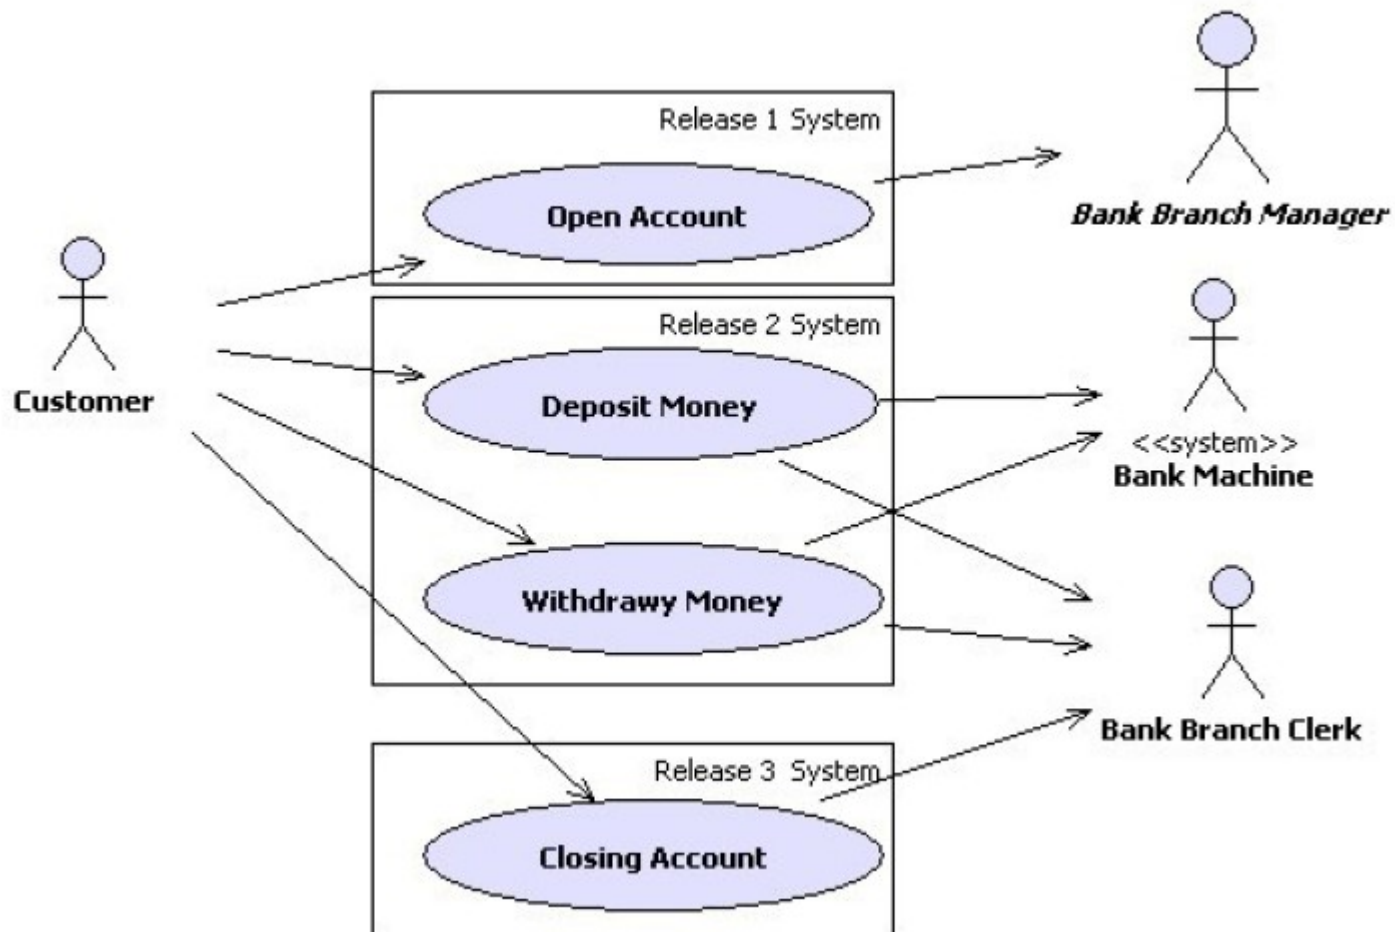 Release 1 System
Open Account
Bank Branch Manager
Customer
Release 2 System
Deposit Money
<<system>>
Bank Machine
Withdrawy Money
Bank Branch Clerk
Release 3 System
Closing Account